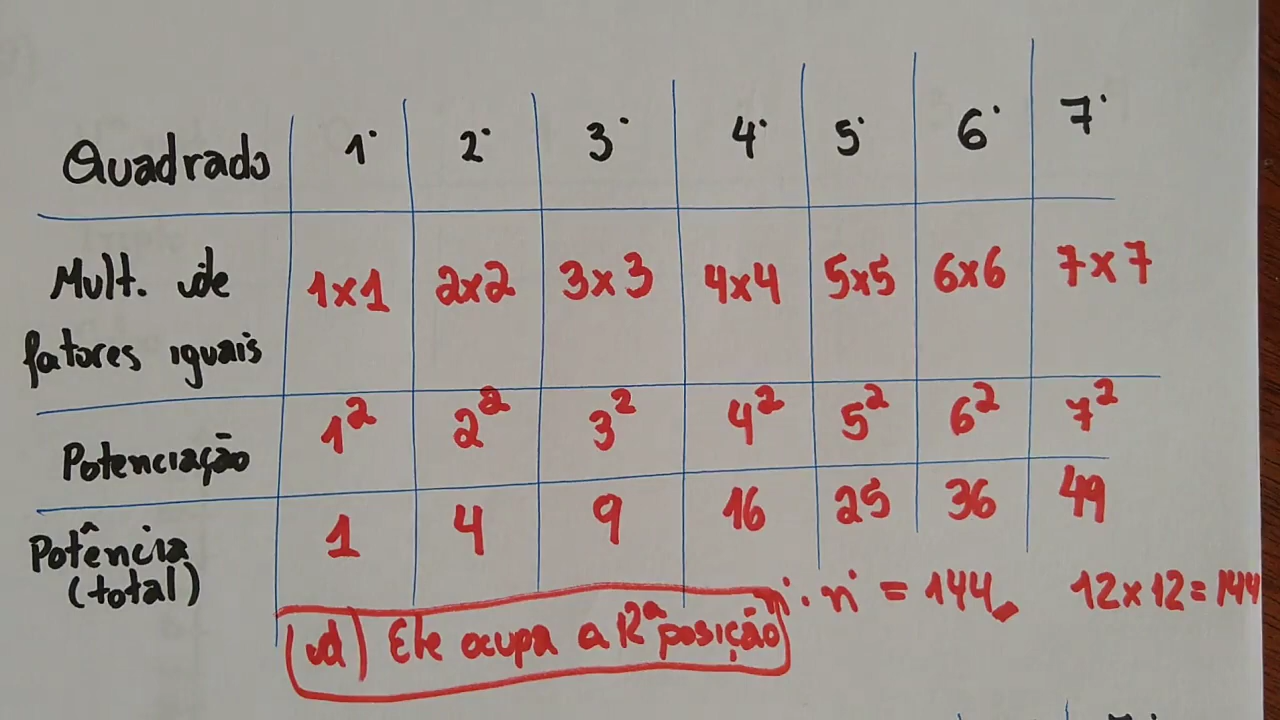 Quadrado 1° 2° 3° 4° 5° 6° 7°
Mult. de
fatores iguais 1x1 2x2 3x3 4x4 5x5 6x6 7x7
Potenciação 1² 2² 3² 4² 5² 6² 7²
Potência
(total) 1 4 9 16 25 36 49
n · n = 144 12x12=144
d) Ele ocupa a 12ª posição